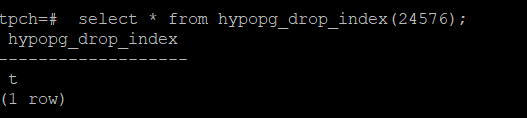 tpch=#  select * from hypopg_drop_index(24576);
 hypopg_drop_index
-------------------
 t
(1 row)